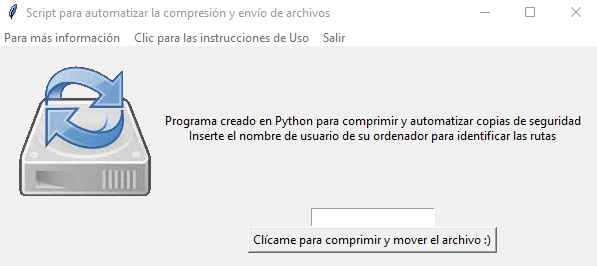 Script para automatizar la compresión y envío de archivos
Para más información Clic para las instrucciones de Uso Salir
Programa creado en Python para comprimir y automatizar copias de seguridad
Inserte el nombre de usuario de su ordenador para identificar las rutas
Clícame para comprimir y mover el archivo :)